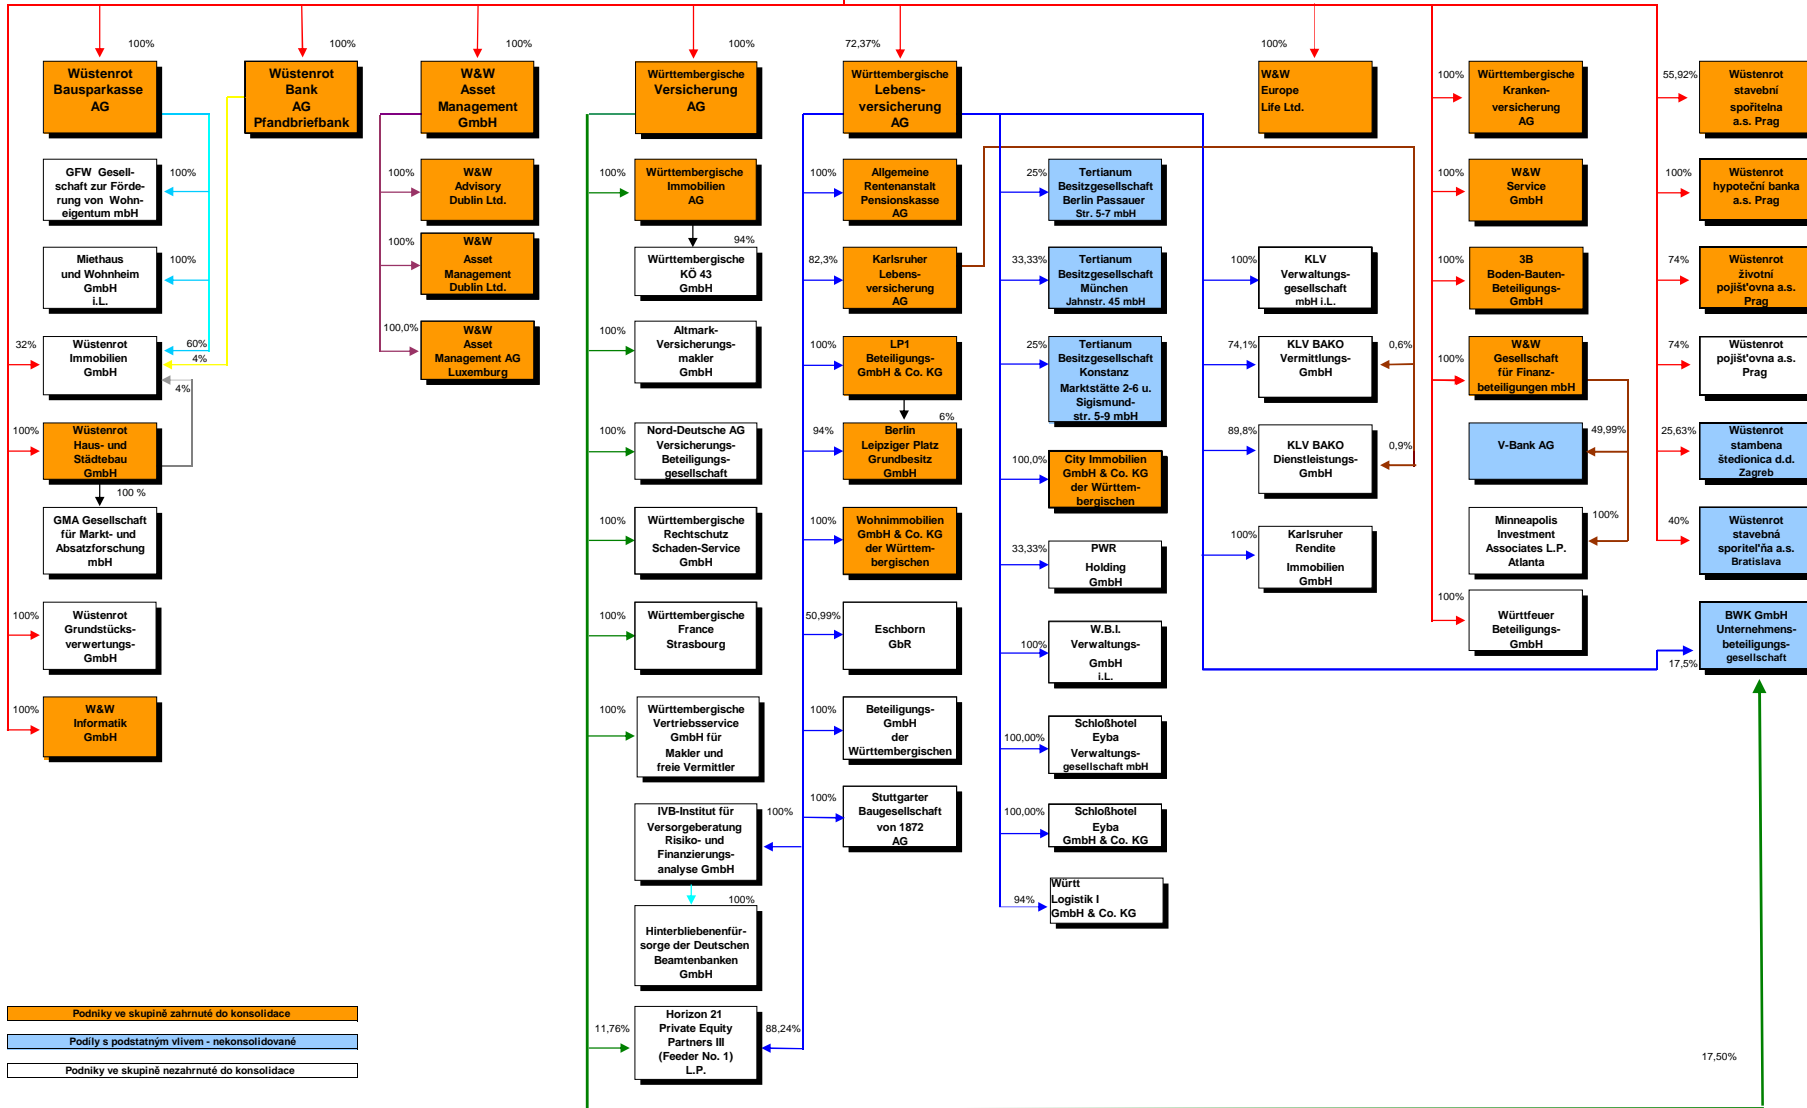 100%
100%
100%
100%
72,37%
100%
Wüstenrot
Bausparkasse
AG
Wüstenrot
Bank
AG
Pfandbriefbank
W&W
Asset
Management
GmbH
Württembergische
Versicherung
AG
Württembergische
Lebens-
versicherung
AG
W&W
Europe
Life Ltd.
100%
Württembergische
Kranken-
versicherung
AG
55,92%
Wüstenrot
stavební
spořitelna
a.s. Prag
GFW Gesell-
schaft zur Förde-
rung von Wohn-
eigentum mbH
100%
100%
W&W
Advisory
Dublin Ltd.
100%
Württembergische
Immobilien
AG
100%
Allgemeine
Rentenanstalt
Pensionskasse
AG
25%
Tertianum
Besitzgesellschaft
Berlin Passauer
Str. 5-7 mbH
100%
W&W
Service
GmbH
100%
Wüstenrot
hypoteční banka
a.s. Prag
Miethaus
und Wohnheim
GmbH
i.L.
100%
100%
W&W
Asset
Management
Dublin Ltd.
94%
Württembergische
KÖ 43
GmbH
82,3%
Karlsruher
Lebens-
versicherung
AG
33,33%
Tertianum
Besitzgesellschaft
München
Jahnstr. 45 mbH
100%
KLV
Verwaltungs-
gesellschaft
mbH i.L.
100%
3B
Boden-Bauten-
Beteiligungs-
GmbH
74%
Wüstenrot
životní
pojišt'ovna a.s.
Prag
32%
Wüstenrot
Immobilien
GmbH
60%
4%
4%
100,0%
W&W
Asset
Management AG
Luxemburg
100%
Altmark-
Versicherungs-
makler
GmbH
100%
LP1
Beteiligungs-
GmbH & Co. KG
25%
Tertianum
Besitzgesellschaft
Konstanz
Marktstätte 2-6 u.
Sigismund-
str. 5-9 mbH
74,1%
KLV BAKO
Vermittlungs-
GmbH
0,6%
100%
W&W
Gesellschaft
für Finanz-
beteiligungen mbH
74%
Wüstenrot
pojišt'ovna a.s.
Prag
100%
Wüstenrot
Haus- und
Städtebau
GmbH
100%
Nord-Deutsche AG
Versicherungs-
Beteiligungs-
gesellschaft
6%
94%
Berlin
Leipziger Platz
Grundbesitz
GmbH
100,0%
City Immobilien
GmbH & Co. KG
der Württem-
bergischen
89,8%
KLV BAKO
Dienstleistungs-
GmbH
0,9%
V-Bank AG
49,99%
25,63%
Wüstenrot
stambena
štedionica d.d.
Zagreb
100 %
GMA Gesellschaft
für Markt- und
Absatzforschung
mbH
100%
Württembergische
Rechtschutz
Schaden-Service
GmbH
100%
Wohnimmobilien
GmbH & Co. KG
der Württem-
bergischen
33,33%
PWR
Holding
GmbH
100%
Karlsruher
Rendite
Immobilien
GmbH
Minneapolis
Investment
Associates L.P.
Atlanta
100%
40%
Wüstenrot
stavebná
sporitel'ňa a.s.
Bratislava
100%
Wüstenrot
Grundstücks-
verwertungs-
GmbH
100%
Württembergische
France
Strasbourg
50,99%
Eschborn
GbR
100%
W.B.I.
Verwaltungs-
GmbH
i.L.
100%
Württfeuer
Beteiligungs-
GmbH
17,5%
BWK GmbH
Unternehmens-
beteiligungs-
gesellschaft
100%
W&W
Informatik
GmbH
100%
Württembergische
Vertriebsservice
GmbH für
Makler und
freie Vermittler
100%
Beteiligungs-
GmbH
der
Württembergischen
100,00%
Schloßhotel
Eyba
Verwaltungs-
gesellschaft mbH
IVB-Institut für
Versorgeberatung
Risiko- und
Finanzierungs-
analyse GmbH
100%
100%
Stuttgarter
Baugesellschaft
von 1872
AG
100,00%
Schloßhotel
Eyba
GmbH & Co. KG
100%
Hinterbliebenenfür-
sorge der Deutschen
Beamtenbanken
GmbH
94%
Württ
Logistik I
GmbH & Co. KG
11,76%
Horizon 21
Private Equity
Partners III
(Feeder No. 1)
L.P.
88,24%
17,50%
Podniky ve skupině zahrnuté do konsolidace
Podíly s podstatným vlivem - nekonsolidované
Podniky ve skupině nezahrnuté do konsolidace